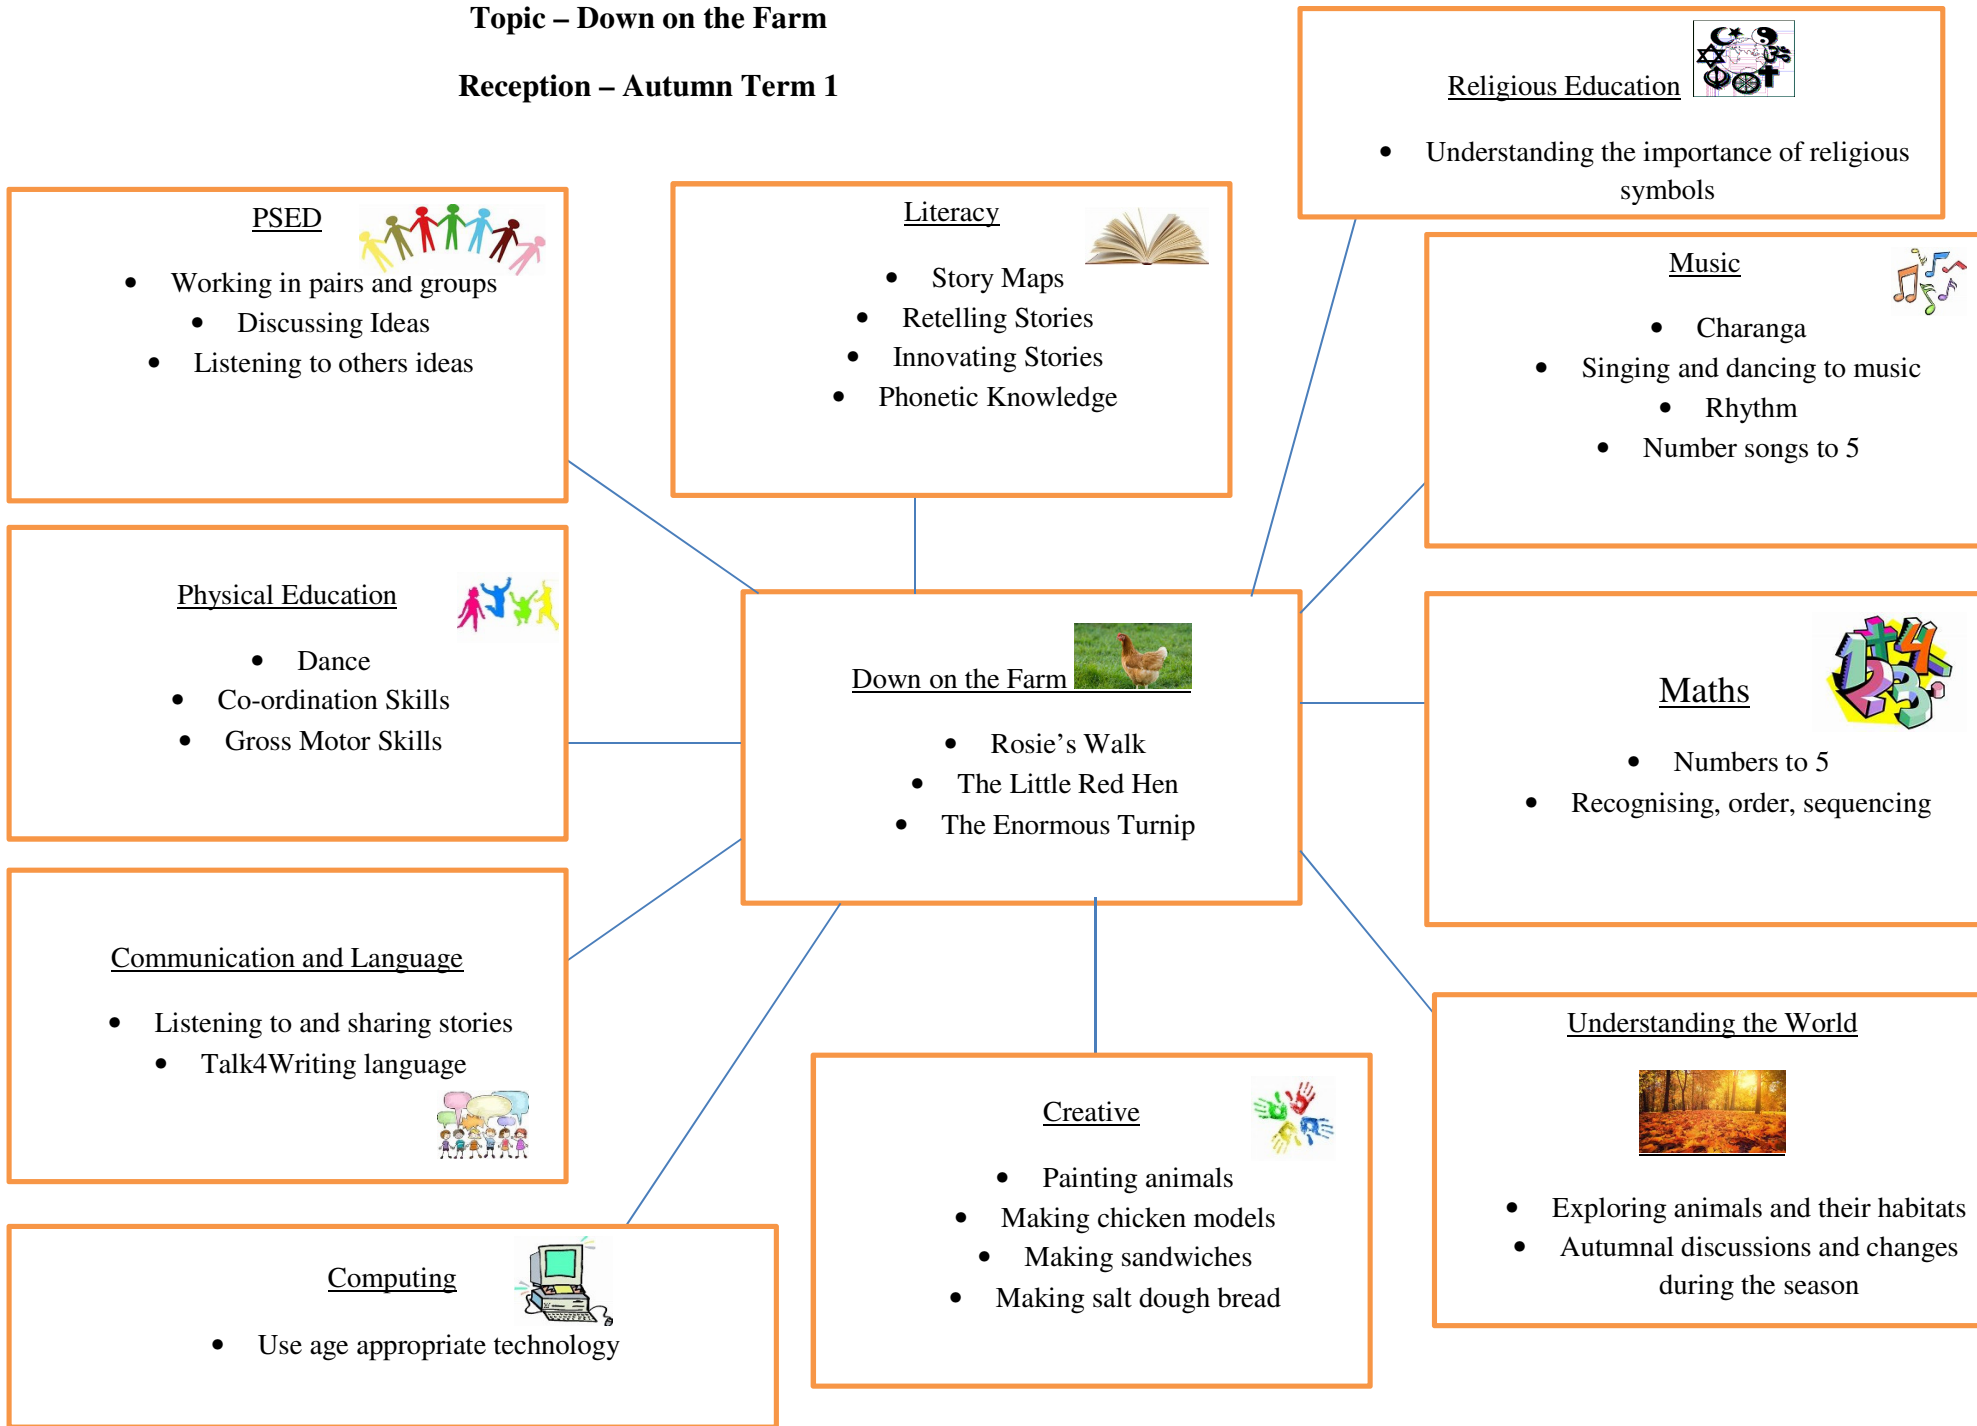 Topic – Down on the Farm
Reception – Autumn Term 1
Religious Education
• Understanding the importance of religious
symbols
PSED
• Working in pairs and groups
• Discussing Ideas
• Listening to others ideas
Literacy
• Story Maps
• Retelling Stories
• Innovating Stories
• Phonetic Knowledge
Music
• Charanga
• Singing and dancing to music
• Rhythm
• Number songs to 5
Physical Education
• Dance
• Co-ordination Skills
• Gross Motor Skills
Down on the Farm
• Rosie’s Walk
• The Little Red Hen
• The Enormous Turnip
Maths
• Numbers to 5
• Recognising, order, sequencing
Communication and Language
• Listening to and sharing stories
• Talk4Writing language
Creative
• Painting animals
• Making chicken models
• Making sandwiches
• Making salt dough bread
Understanding the World
• Exploring animals and their habitats
• Autumnal discussions and changes
during the season
Computing
• Use age appropriate technology